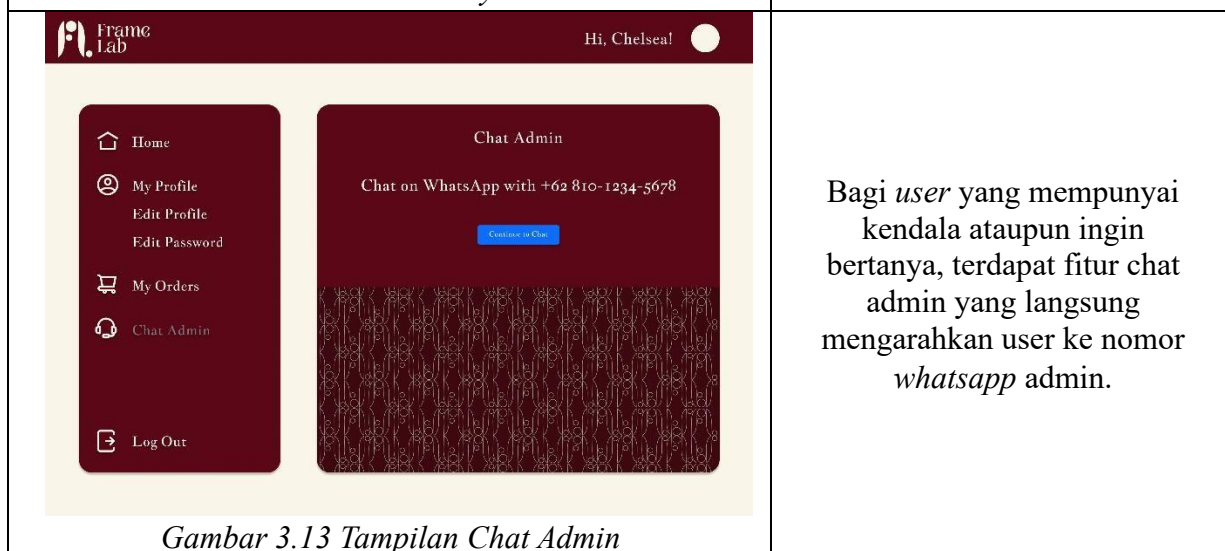 Frame
Lab
Hi, Chelsea!
Home
My Profile
Edit Profile
Edit Password
My Orders
Chat Admin
Log Out
Chat Admin
Chat on WhatsApp with +62 810-1234-5678
Continue to Chat
Gambar 3.13 Tampilan Chat Admin
Bagi user yang mempunyai
kendala ataupun ingin
bertanya, terdapat fitur chat
admin yang langsung
mengarahkan user ke nomor
whatsapp admin.